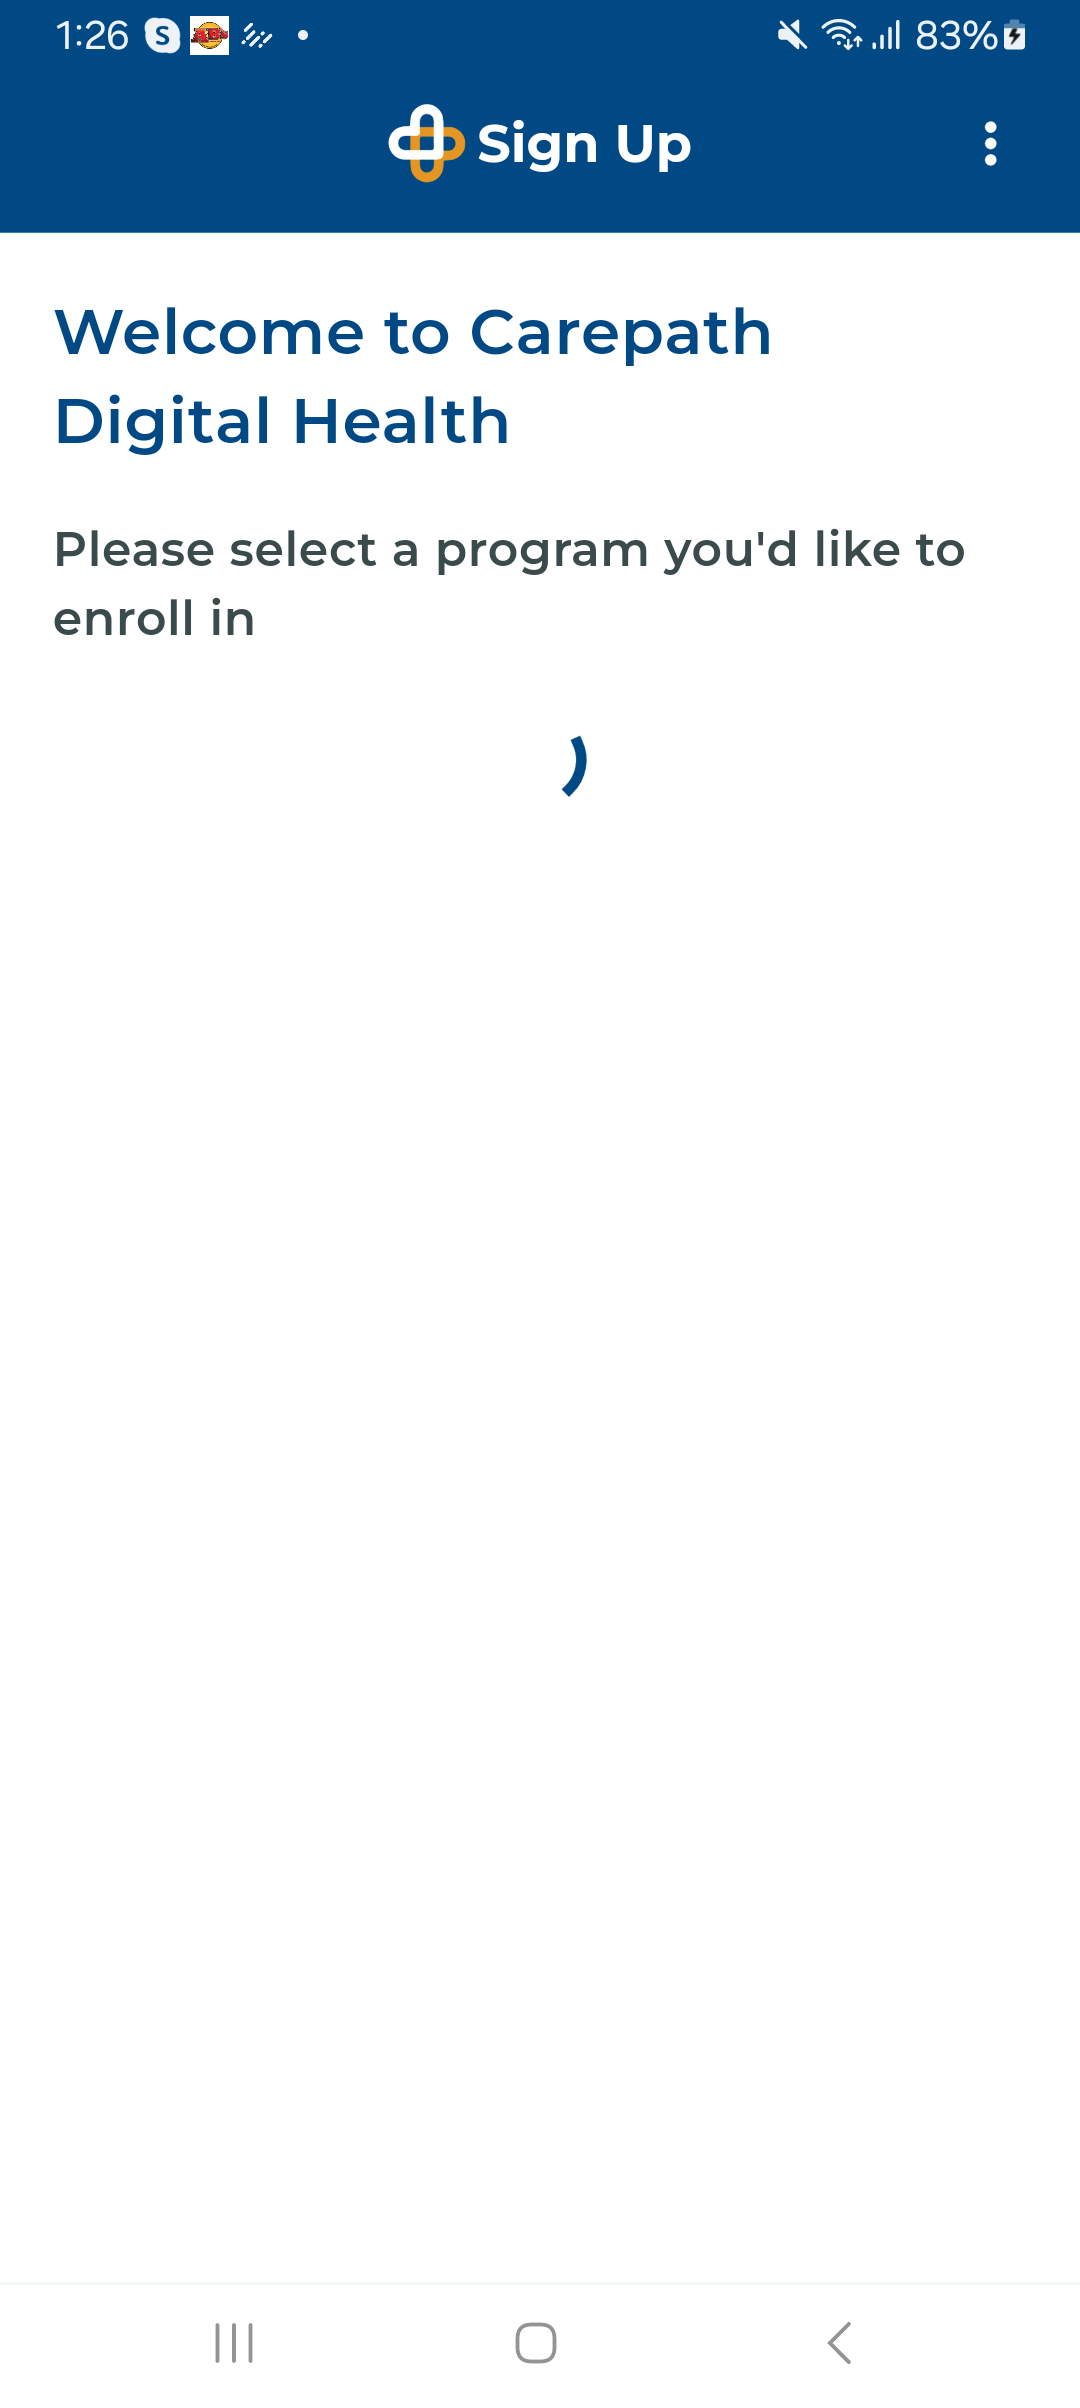 1:26 S 83%
Sign Up
Welcome to Carepath
Digital Health
Please select a program you'd like to
enroll in